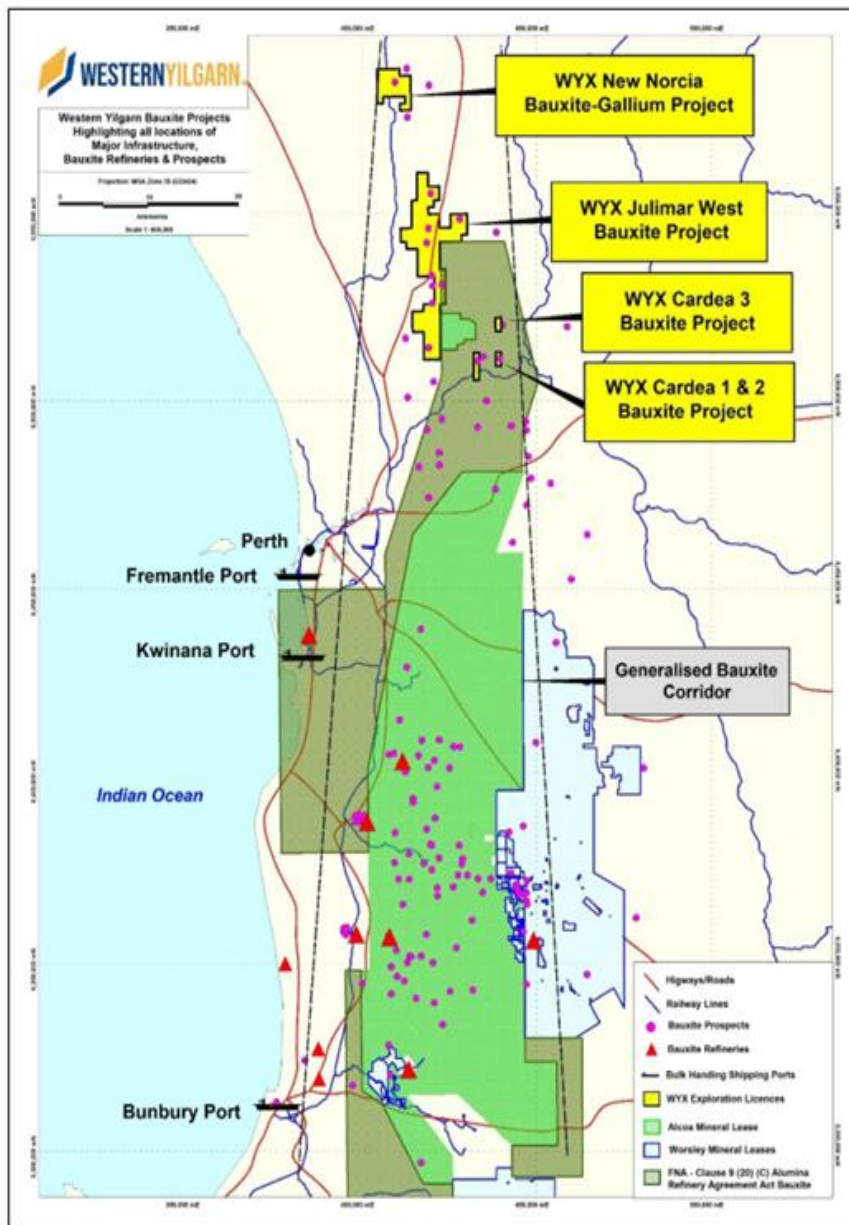 WESTERNYILGARN
Western Yilgarn Bauxite Projects
Highlighting all locations of
Major Infrastructure,
Bauxite Refineries & Prospects
WYX New Norcia
Bauxite-Gallium Project
WYX Julimar West
Bauxite Project
WYX Cardea 3
Bauxite Project
WYX Cardea 1 & 2
Bauxite Project
Perth
Fremantle Port
Kwinana Port
Generalised Bauxite
Corridor
Indian Ocean
Bunbury Port
Higways/Roads
Railway Lines
Bauxite Prospects
Bauxite Refineries
Bulk Handing Shipping Ports
WYX Exploration Licences
Alcoa Mineral Lease
Worsley Mineral Leases
FNA - Clause 9 (20) (C) Alumina
Refinery Agreement Act Bauxite